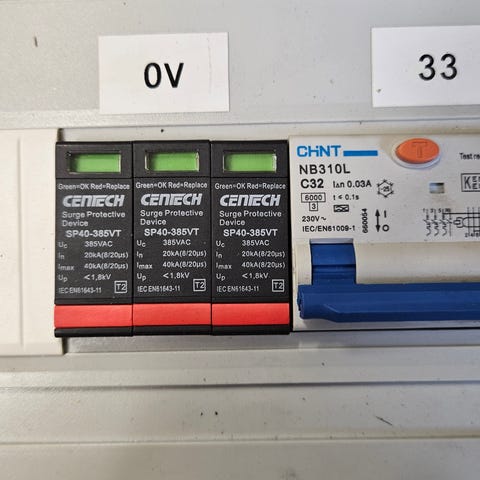 0V
33
Green=OK Red=Replace
CENTECH
Surge Protective
Device
SP40-385VT
Uc 385VAC
In 20kA(8/20µs)
Imax 40kA(8/20µs)
Up <1,8kV
IEC EN61643-11 T2
Green=OK Red=Replace
CENTECH
Surge Protective
Device
SP40-385VT
Uc 385VAC
In 20kA(8/20µs)
Imax 40kA(8/20µs)
Up <1,8kV
IEC EN61643-11 T2
Green=OK Red=Replace
CENTECH
Surge Protective
Device
SP40-385VT
Uc 385VAC
In 20kA(8/20µs)
Imax 40kA(8/20µs)
Up <1,8kV
IEC EN61643-11 T2
CHNT
T
Test
NB310L
C32 IΔn 0.03A
6000 t < 0.1s
3
230V~
IEC/EN61009-1
660054
I
O